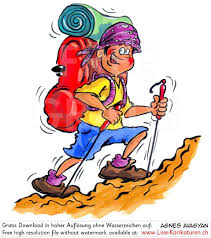 Gratis Download in hoher Auflösung ohne Wasserzeichen auf: AGNES AVAGYAN
Free high resolution file without watermark available at: www.Live-Karikaturen.ch